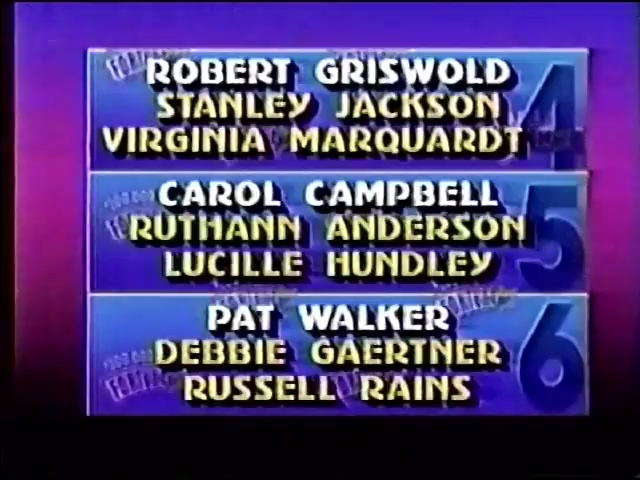 ROBERT GRISWOLD
STANLEY JACKSON
VIRGINIA MARQUARDT
4
CAROL CAMPBELL
RUTHANN ANDERSON
LUCILLE HUNDLEY
5
PAT WALKER
DEBBIE GAERTNER
RUSSELL RAINS
6